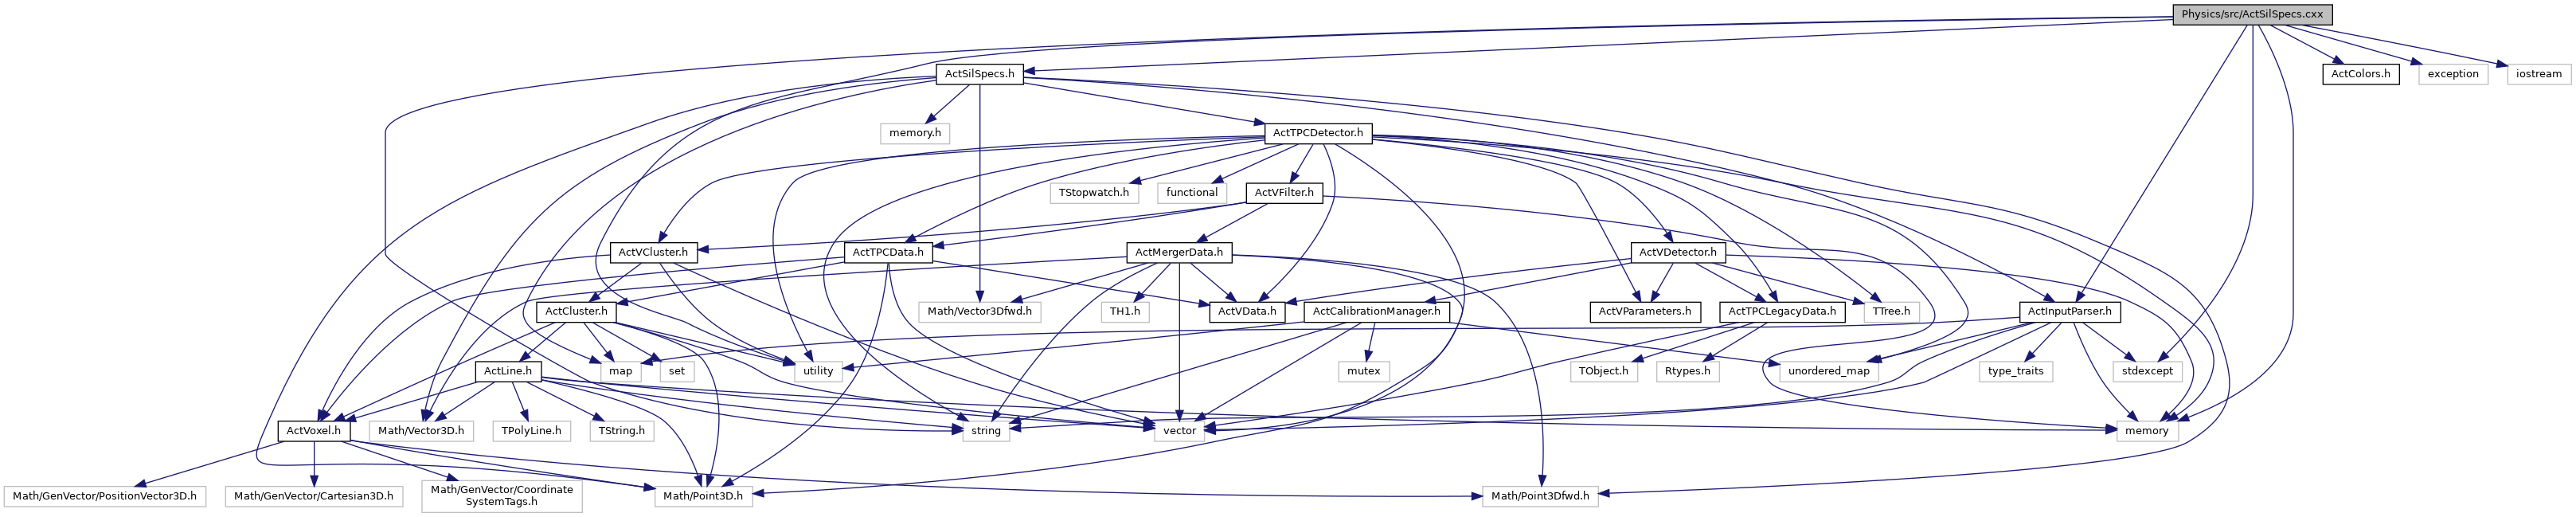 Physics/src/ActSilSpecs.cxx
ActSilSpecs.h
ActColors.h
exception
iostream
memory.h
ActTPCDetector.h
TStopwatch.h
functional
ActVFilter.h
ActVCluster.h
ActTPCData.h
ActMergerData.h
ActVDetector.h
ActCluster.h
Math/Vector3Dfwd.h
TH1.h
ActVData.h
ActCalibrationManager.h
ActVParameters.h
ActTPCLegacyData.h
TTree.h
ActInputParser.h
ActLine.h
map
set
utility
mutex
TObject.h
Rtypes.h
unordered_map
type_traits
stdexcept
ActVoxel.h
Math/Vector3D.h
TPolyLine.h
TString.h
string
vector
memory
Math/GenVector/PositionVector3D.h
Math/GenVector/Cartesian3D.h
Math/GenVector/Coordinate
SystemTags.h
Math/Point3D.h
Math/Point3Dfwd.h